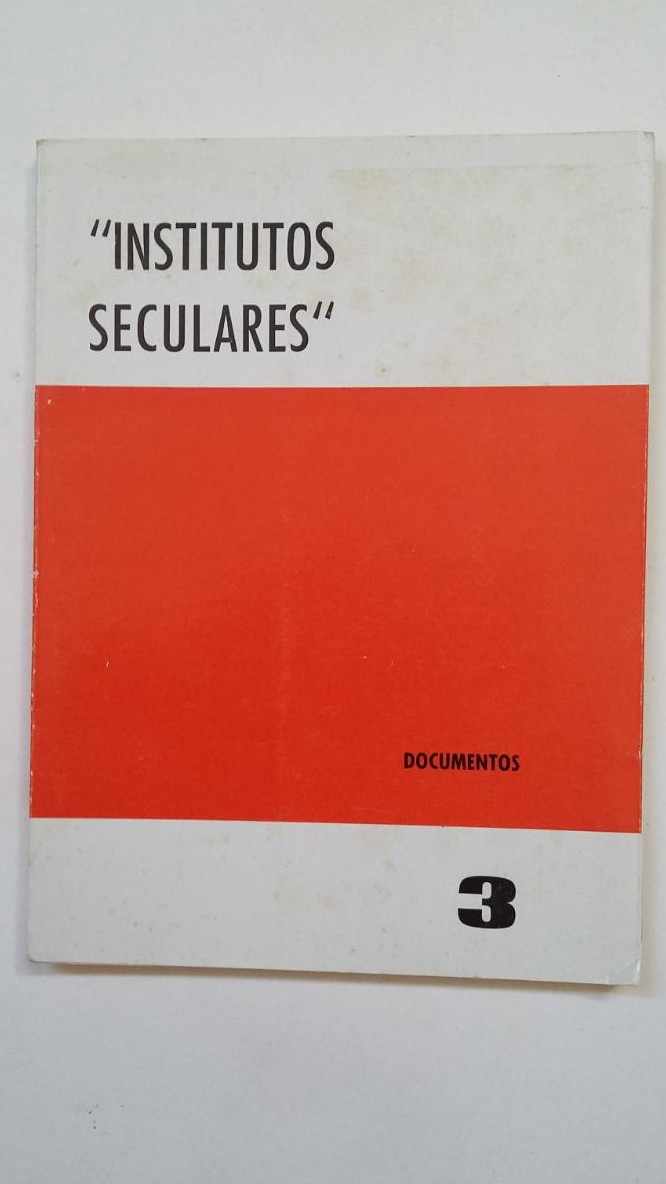 "INSTITUTOS
SECULARES"
DOCUMENTOS
3